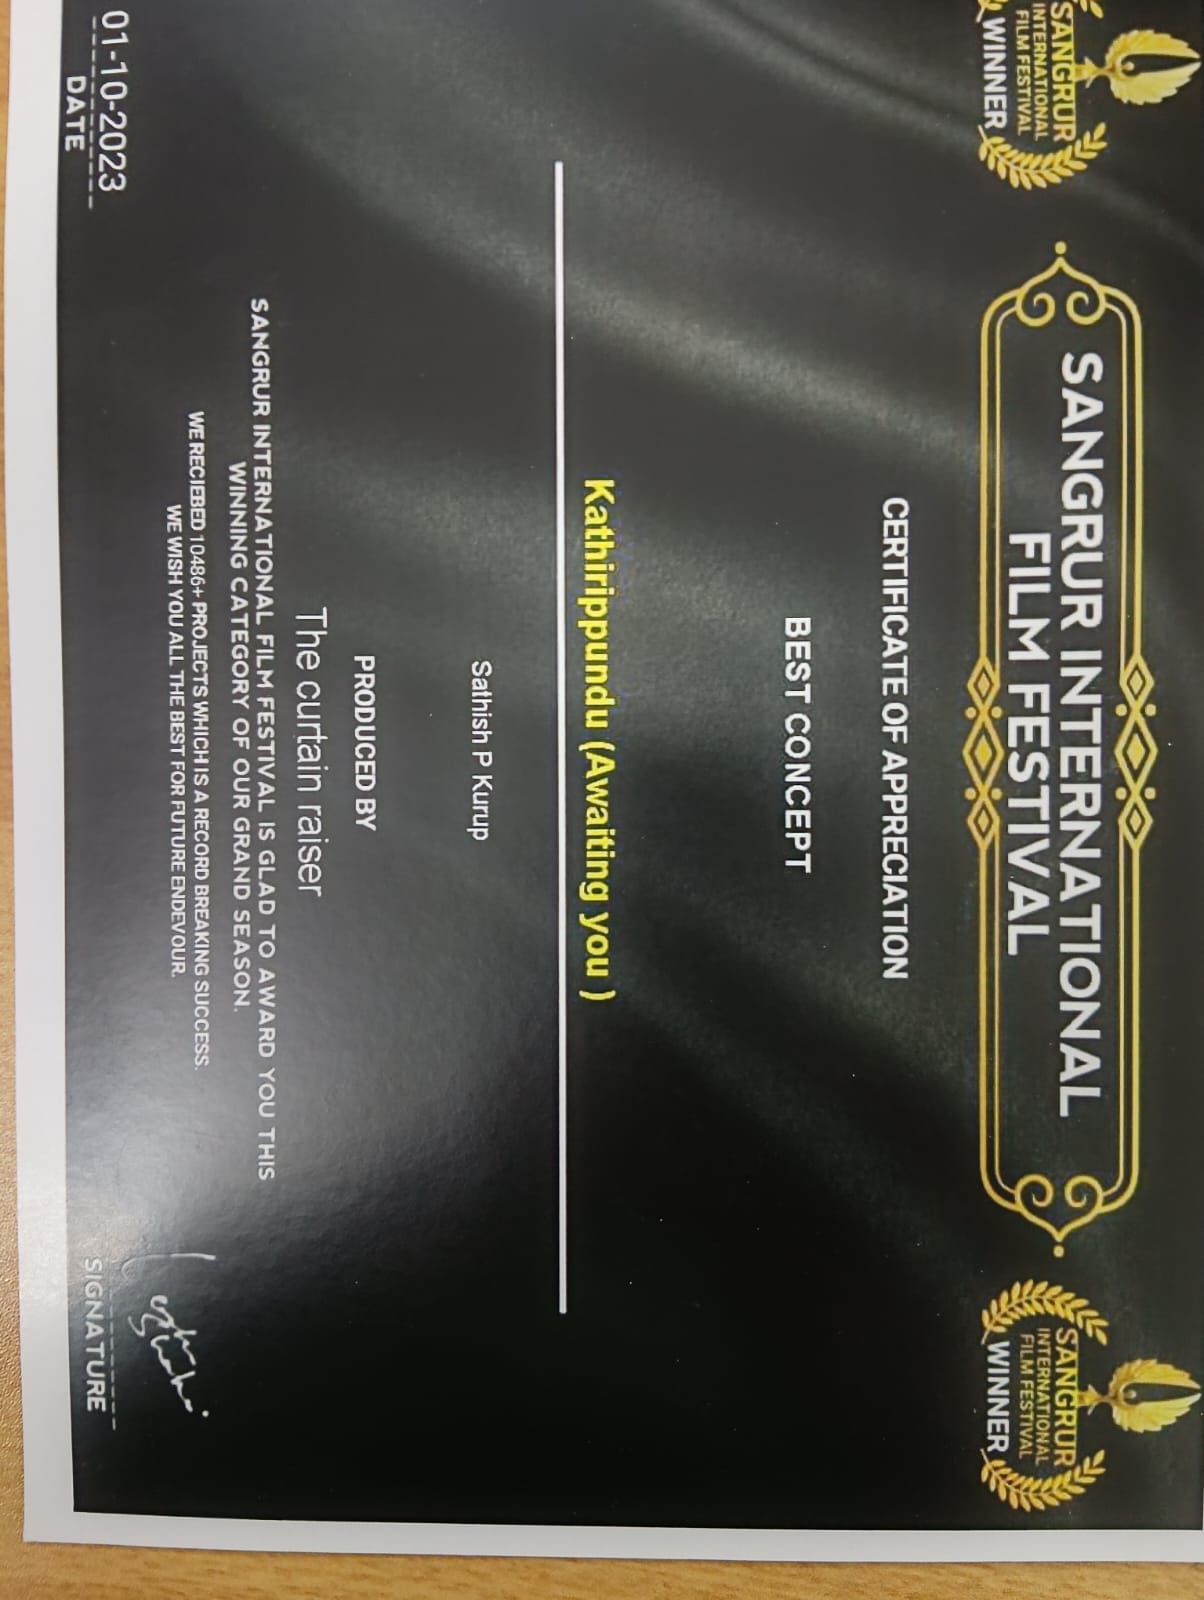 SANGRUR
INTERNATIONAL
FILM FESTIVAL
WINNER
SANGRUR INTERNATIONAL
FILM FESTIVAL
SANGRUR
INTERNATIONAL
FILM FESTIVAL
WINNER
CERTIFICATE OF APPRECIATION
BEST CONCEPT
Kathirippundu (Awaiting you )
Sathish P Kurup
PRODUCED BY
The curtain raiser
SANGRUR INTERNATIONAL FILM FESTIVAL IS GLAD TO AWARD YOU THIS
WINNING CATEGORY OF OUR GRAND SEASON.
WE RECIEBED 10486+ PROJECTS WHICH IS A RECORD BREAKING SUCCESS.
WE WISH YOU ALL THE BEST FOR FUTURE ENDEVOUR.
01-10-2023
DATE
SIGNATURE